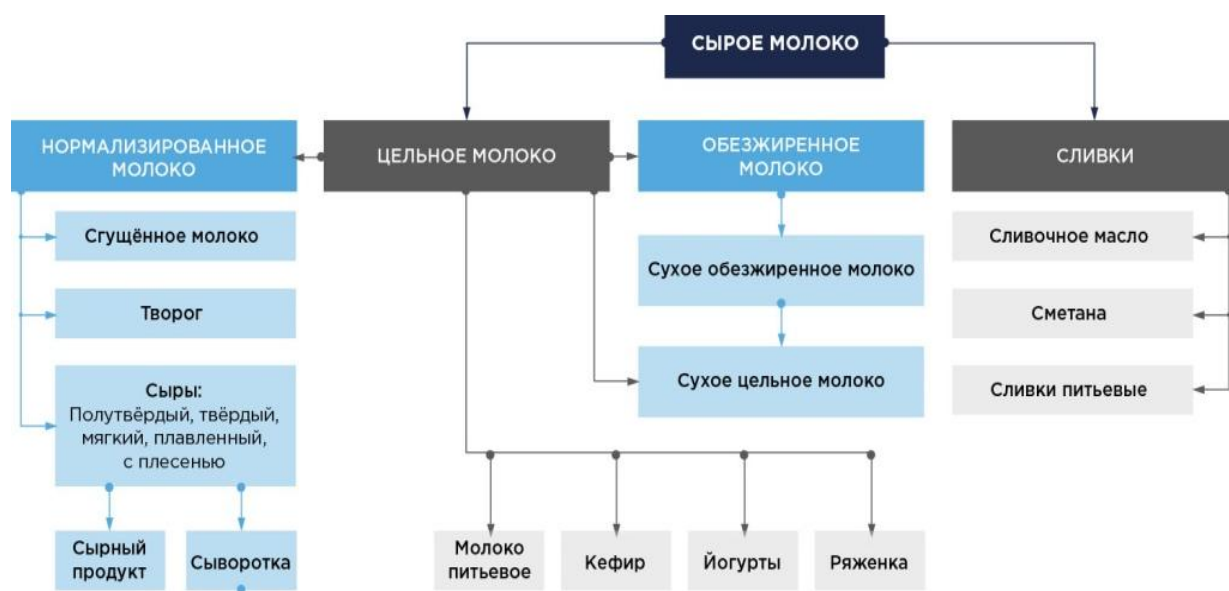 СЫРОЕ МОЛОКО
НОРМАЛИЗИРОВАННОЕ
МОЛОКО
ЦЕЛЬНОЕ МОЛОКО
ОБЕЗЖИРЕННОЕ
МОЛОКО
СЛИВКИ
Сгущённое молоко
Творог
Сыры:
Полутвёрдый, твёрдый,
мягкий, плавленный,
с плесенью
Сырный
продукт
Сыворотка
Сухое обезжиренное молоко
Сухое цельное молоко
Молоко
питьевое
Кефир
Йогурты
Ряженка
Сливочное масло
Сметана
Сливки питьевые